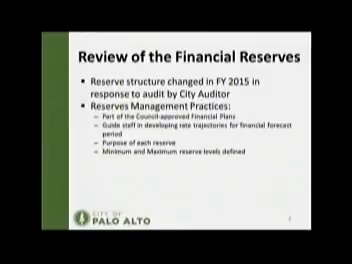 Review of the Financial Reserves
▪ Reserve structure changed in FY 2015 in
response to audit by City Auditor
▪ Reserves Management Practices:
– Part of the Council-approved Financial Plans
– Guide staff in developing rate trajectories for financial forecast
period
– Purpose of each reserve
– Minimum and Maximum reserve levels defined
CITY OF
PALO ALTO